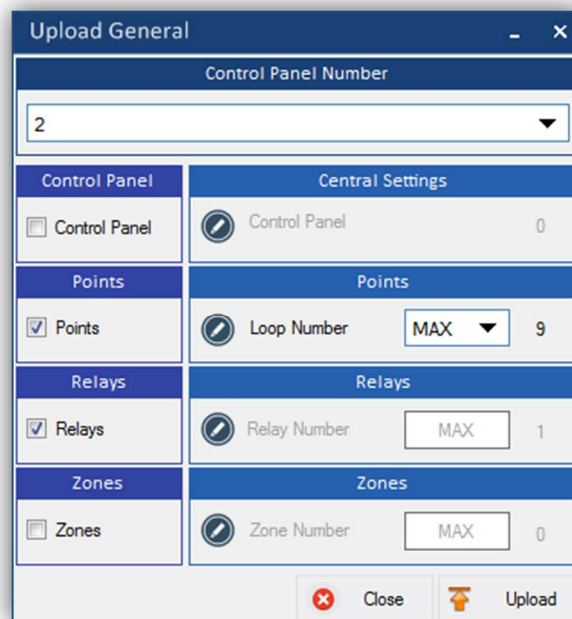 Upload General
Control Panel Number
2
Control Panel
Central Settings
Control Panel
Control Panel 0
Points
Points
Points
Loop Number MAX 9
Relays
Relays
Relays
Relay Number MAX 1
Zones
Zones
Zones
Zone Number MAX 0
Close Upload